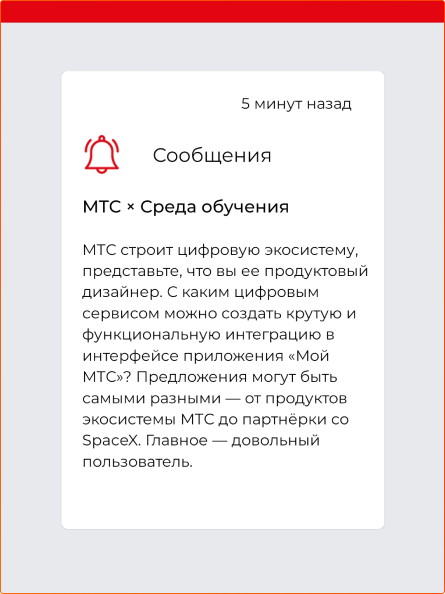 5 минут назад
Сообщения
МТС × Среда обучения
МТС строит цифровую экосистему,
представьте, что вы ее продуктовый
дизайнер. С каким цифровым
сервисом можно создать крутую и
функциональную интеграцию в
интерфейсе приложения «Мой
МТС»? Предложения могут быть
самыми разными — от продуктов
экосистемы МТС до партнёрки со
SpaceX. Главное — довольный
пользователь.